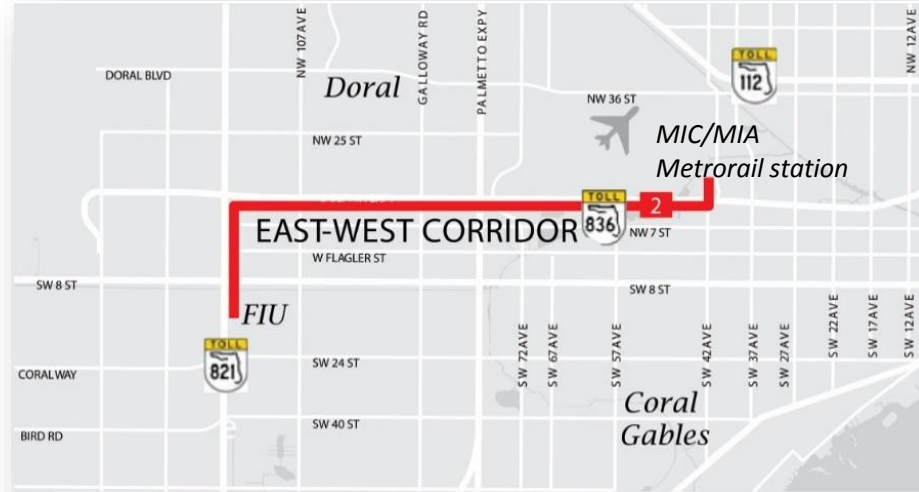 NW 107AVE
GALLOWAY RD
PALMETTO EXPY
NW 12AVE
DORAL BLVD
Doral
TOLL
112
NW 36 ST
MIC/MIA
Metrorail station
NW 25 ST
TOLL
836
2
EAST-WEST CORRIDOR
NW 7 ST
W FLAGLER ST
SW 8 ST
SW 8 ST
FIU
TOLL
821
SW 72AVE
SW 67AVE
SW 57AVE
SW 42AVE
SW 37AVE
SW 27AVE
SW 22AVE
SW 17AVE
SW 12AVE
CORALWAY
SW 24 ST
Coral
Gables
BIRD RD
SW 40 ST